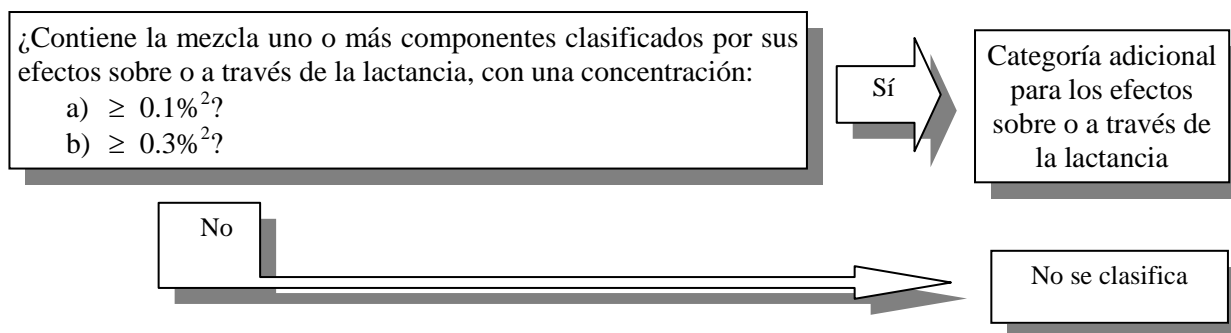 ¿Contiene la mezcla uno o más componentes clasificados por sus
efectos sobre o a través de la lactancia, con una concentración:
a) ≥ 0.1%²?
b) ≥ 0.3%²?
Sí
Categoría adicional
para los efectos
sobre o a través de
la lactancia
No
No se clasifica